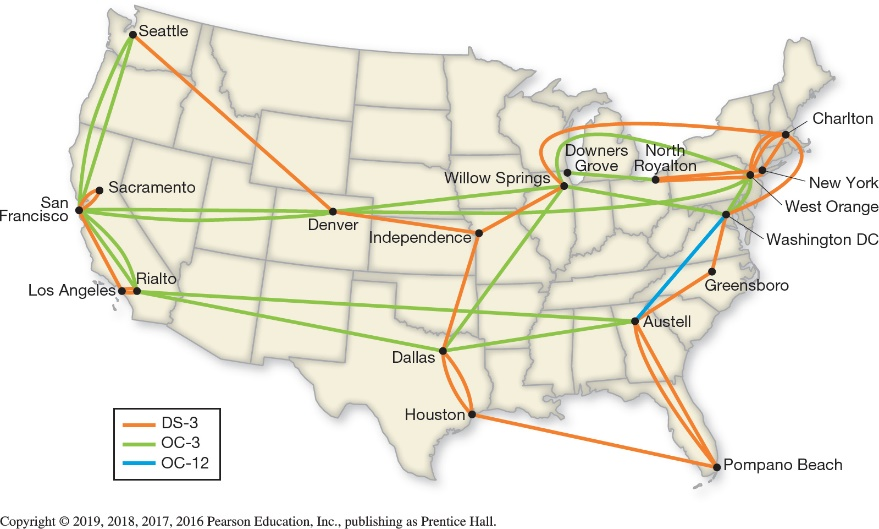 Seattle
Charlton
Downers
Grove
North
Royalton
Willow Springs
New York
Sacramento
West Orange
San
Francisco
Denver
Independence
Washington DC
Los Angeles
Rialto
Greensboro
Austell
Dallas
Houston
DS-3
OC-3
OC-12
Pompano Beach
Copyright © 2019, 2018, 2017, 2016 Pearson Education, Inc., publishing as Prentice Hall.